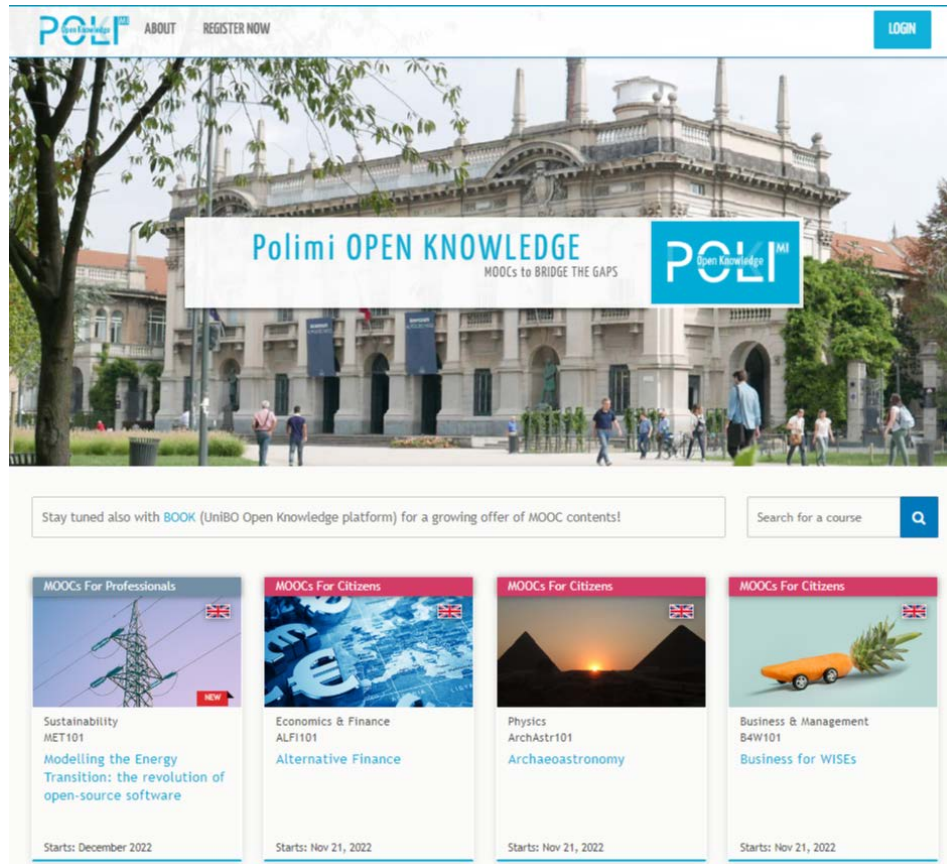 POLI MI
Open Knowledge
ABOUT
REGISTER NOW
LOGIN
Polimi OPEN KNOWLEDGE
MOOCs to BRIDGE THE GAPS
POLI MI
Open Knowledge
Stay tuned also with BOOK (UniBO Open Knowledge platform) for a growing offer of MOOC contents!
Search for a course
MOOCs For Professionals
NEW
Sustainability
MET101
Modelling the Energy
Transition: the revolution of
open-source software
Starts: December 2022
MOOCs For Citizens
Economics & Finance
ALFI101
Alternative Finance
Starts: Nov 21, 2022
MOOCs For Citizens
Physics
ArchAstr101
Archaeoastronomy
Starts: Nov 21, 2022
MOOCs For Citizens
Business & Management
B4W101
Business for WISEs
Starts: Nov 21, 2022